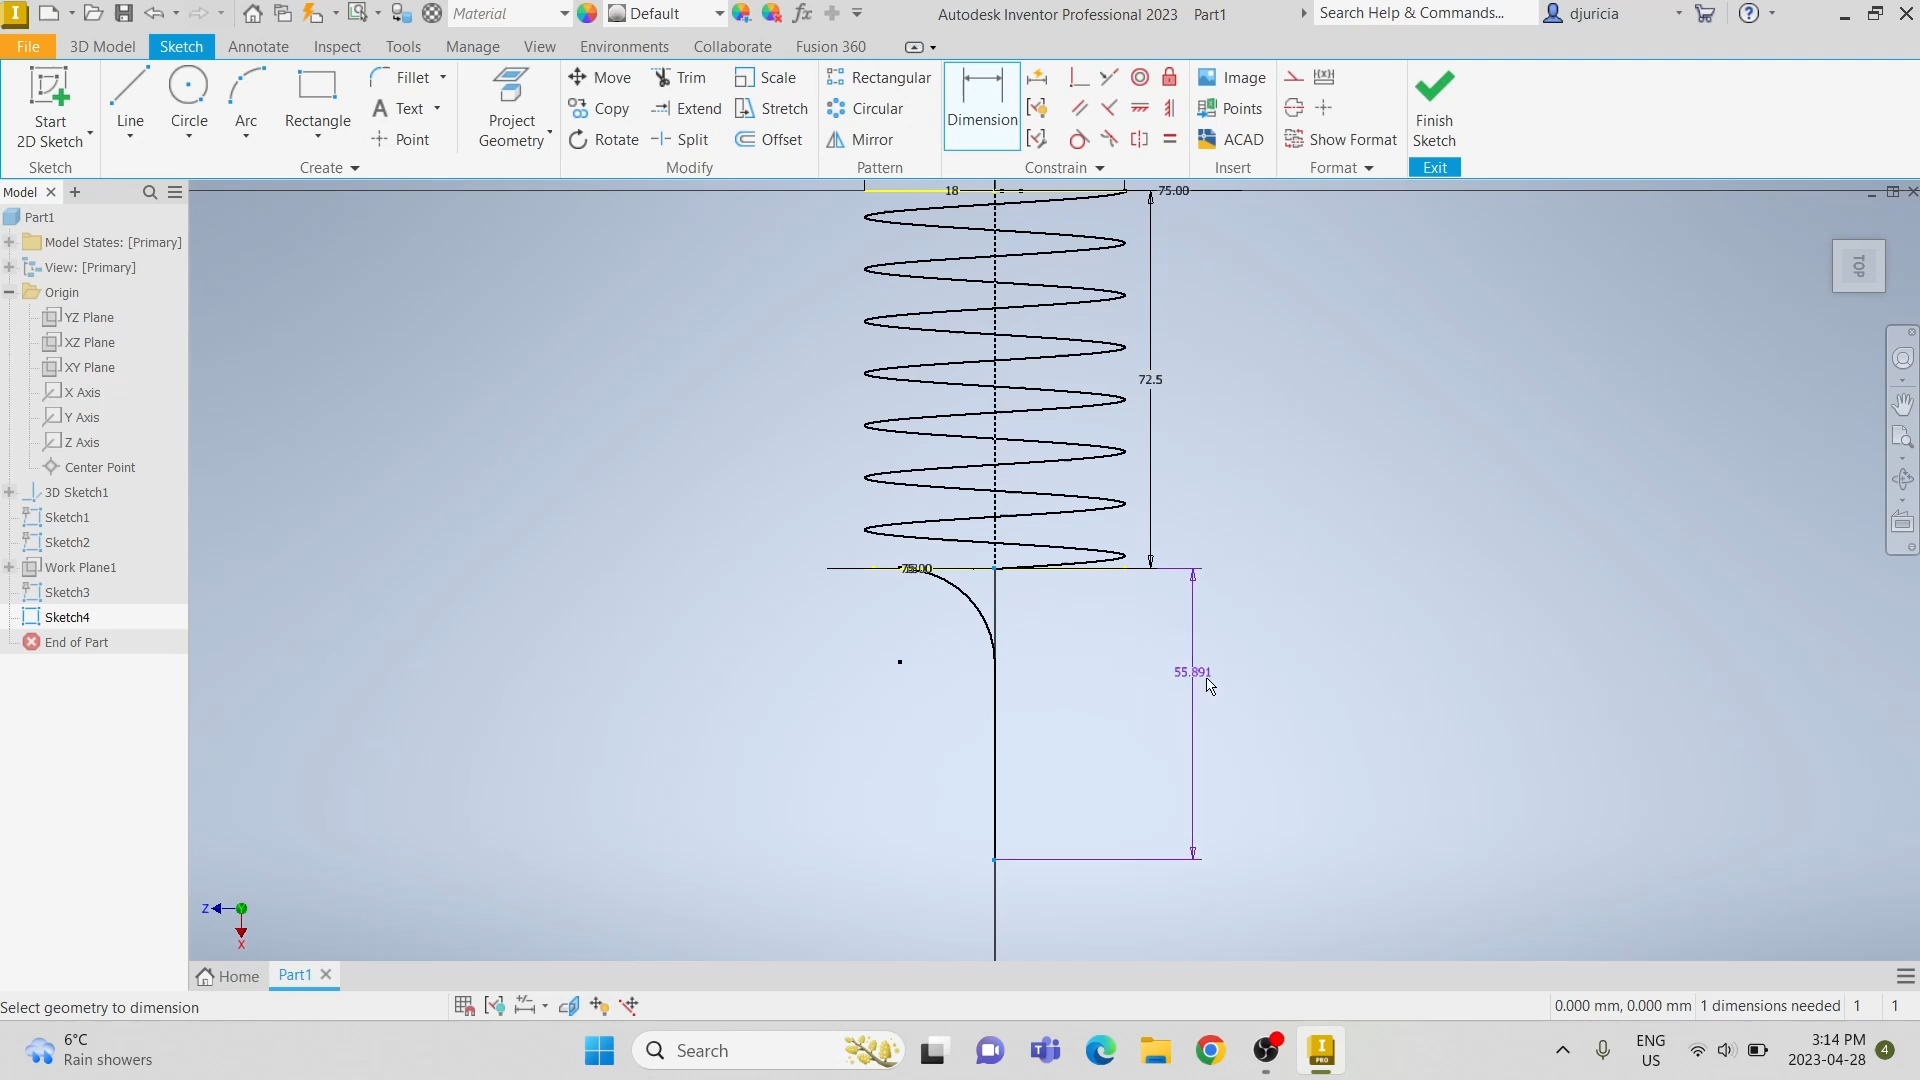 Material
Default
Autodesk Inventor Professional 2023 Part1
Search Help & Commands...
djuricia
File 3D Model Sketch Annotate Inspect Tools Manage View Environments Collaborate Fusion 360
Start
2D Sketch
Sketch
Line
Circle
Arc
Rectangle
Fillet
Text
Point
Create
Project
Geometry
Move
Copy
Rotate
Trim
Extend
Split
Scale
Stretch
Offset
Modify
Rectangular
Circular
Mirror
Pattern
Dimension
Constrain
Image
Points
ACAD
Insert
Show Format
Format
Finish
Sketch
Exit
Model
Part1
Model States: [Primary]
View: [Primary]
Origin
YZ Plane
XZ Plane
XY Plane
X Axis
Y Axis
Z Axis
Center Point
3D Sketch1
Sketch1
Sketch2
Work Plane1
Sketch3
Sketch4
End of Part
18
75.00
72.5
55.891
TOP
Z
Y
X
Home
Part1
Select geometry to dimension
0.000 mm, 0.000 mm 1 dimensions needed 1 1
6°C
Rain showers
Search
PRO
ENG
US
3:14 PM
2023-04-28
4